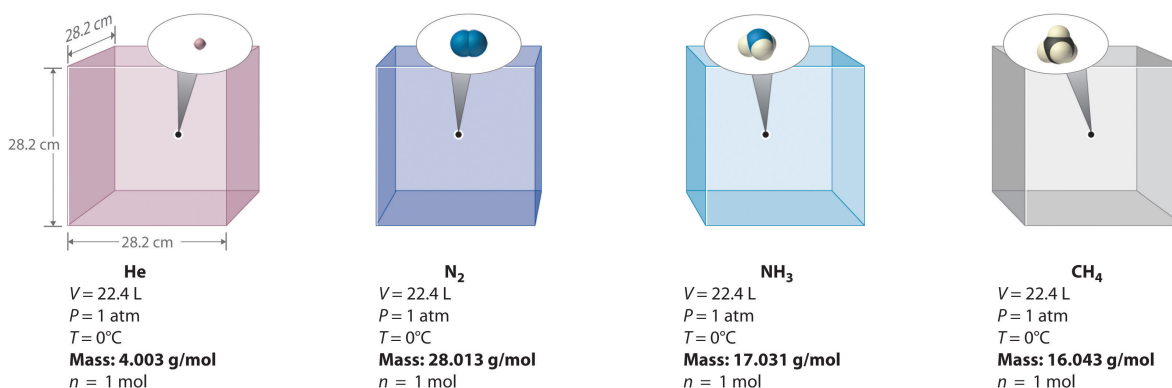 28.2 cm
28.2 cm
28.2 cm
He
V = 22.4 L
P = 1 atm
T = 0°C
Mass: 4.003 g/mol
n = 1 mol
N₂
V = 22.4 L
P = 1 atm
T = 0°C
Mass: 28.013 g/mol
n = 1 mol
NH₃
V = 22.4 L
P = 1 atm
T = 0°C
Mass: 17.031 g/mol
n = 1 mol
CH₄
V = 22.4 L
P = 1 atm
T = 0°C
Mass: 16.043 g/mol
n = 1 mol